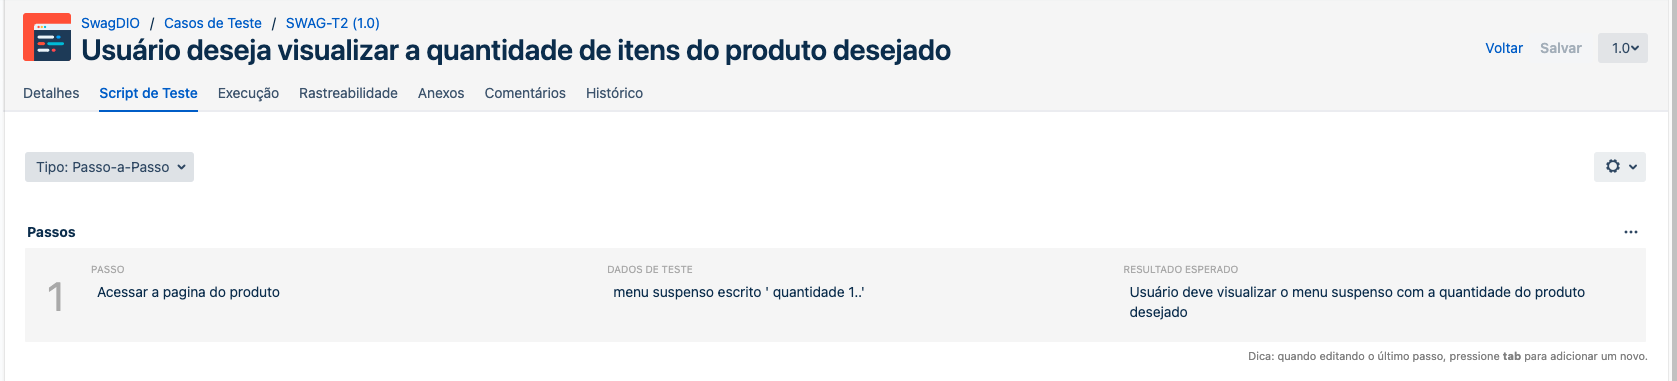 SwagDIO / Casos de Teste / SWAG-T2 (1.0)
Usuário deseja visualizar a quantidade de itens do produto desejado
Voltar Salvar 1.0
Detalhes Script de Teste Execução Rastreabilidade Anexos Comentários Histórico
Tipo: Passo-a-Passo
Passos
PASSO DADOS DE TESTE RESULTADO ESPERADO
1 Acessar a pagina do produto menu suspenso escrito ' quantidade 1..' Usuário deve visualizar o menu suspenso com a quantidade do produto
desejado
Dica: quando editando o último passo, pressione tab para adicionar um novo.